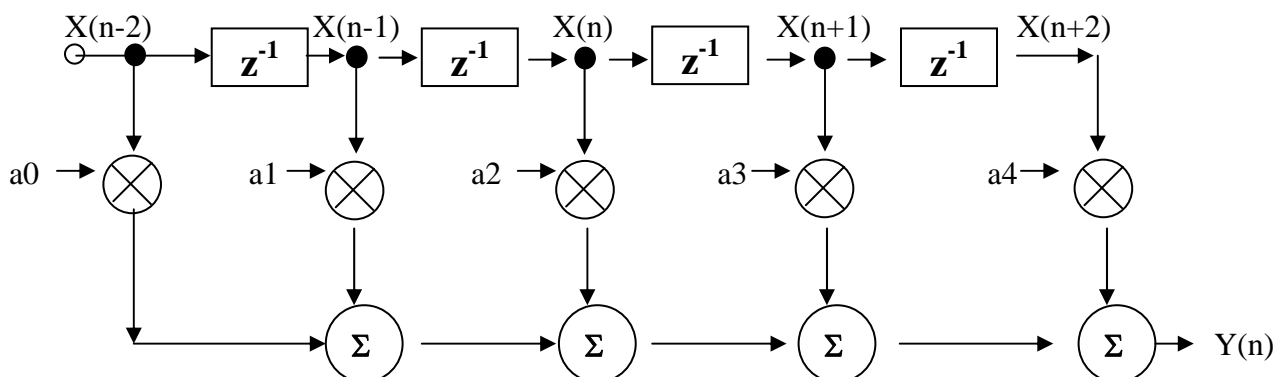 X(n-2) X(n-1) X(n) X(n+1) X(n+2)
z⁻¹ z⁻¹ z⁻¹ z⁻¹
a0 a1 a2 a3 a4
Σ Σ Σ Σ Y(n)